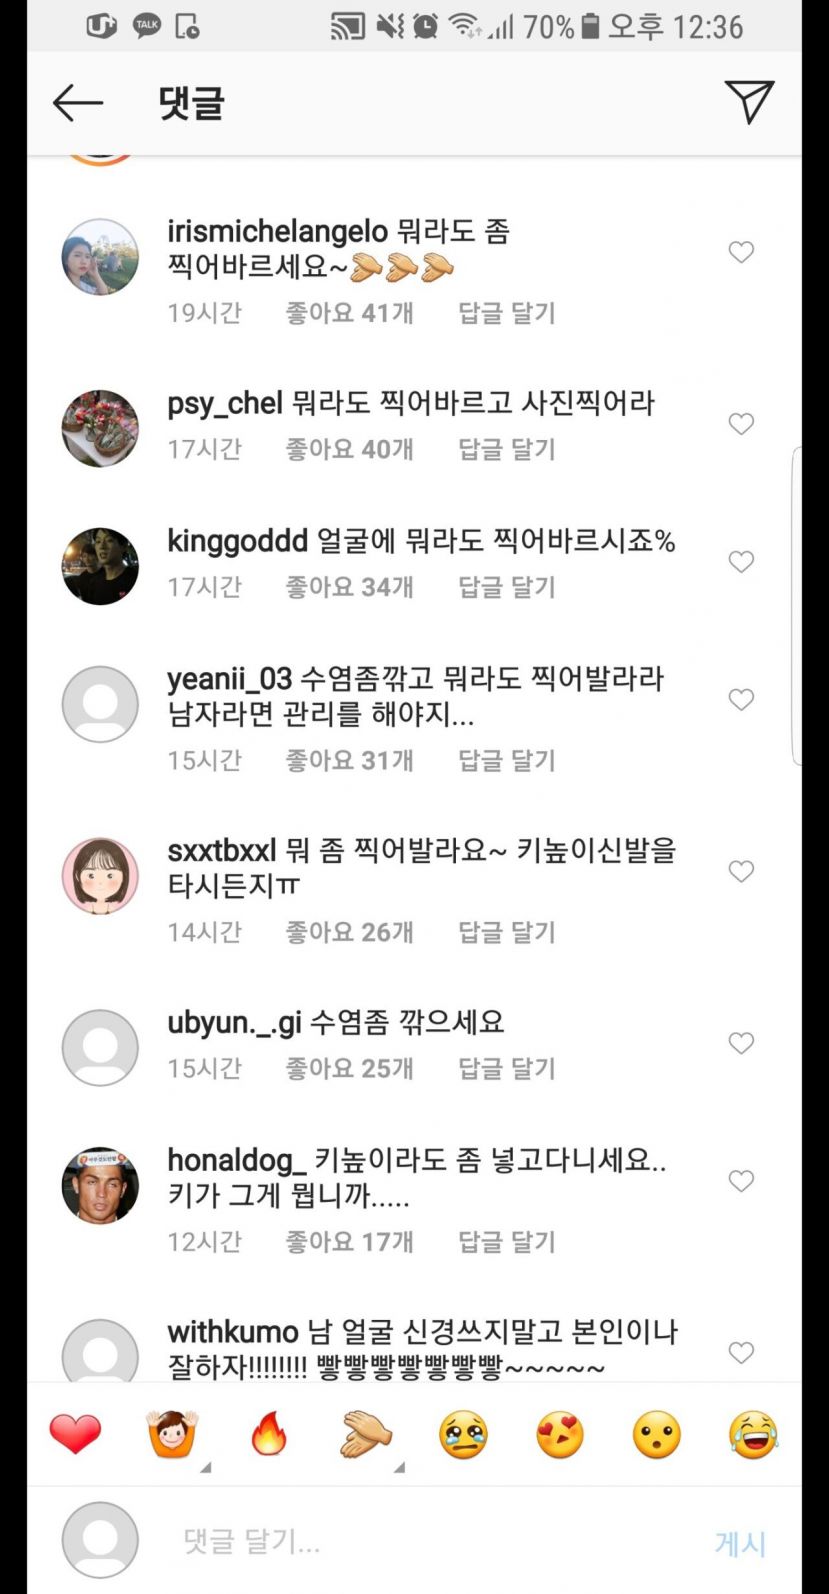 U+ TALK 70% 오후 12:36
댓글
irismichelangelo 뭐라도 좀
찍어바르세요~👏👏👏
19시간 좋아요 41개 답글 달기
psy_chel 뭐라도 찍어바르고 사진찍어라
17시간 좋아요 40개 답글 달기
kinggoddd 얼굴에 뭐라도 찍어바르시죠%
17시간 좋아요 34개 답글 달기
yeanii_03 수염좀깎고 뭐라도 찍어발라라
남자라면 관리를 해야지...
15시간 좋아요 31개 답글 달기
sxxtbxxl 뭐 좀 찍어발라요~ 키높이신발을
타시든지ㅠ
14시간 좋아요 26개 답글 달기
ubyun._.gi 수염좀 깎으세요
15시간 좋아요 25개 답글 달기
honaldog_ 키높이라도 좀 넣고다니세요..
키가 그게 뭡니까.....
12시간 좋아요 17개 답글 달기
withkumo 남 얼굴 신경쓰지말고 본인이나
잘하자!!!!!!!! 빻빻빻빻빻빻빻~~~~~
댓글 달기...
게시